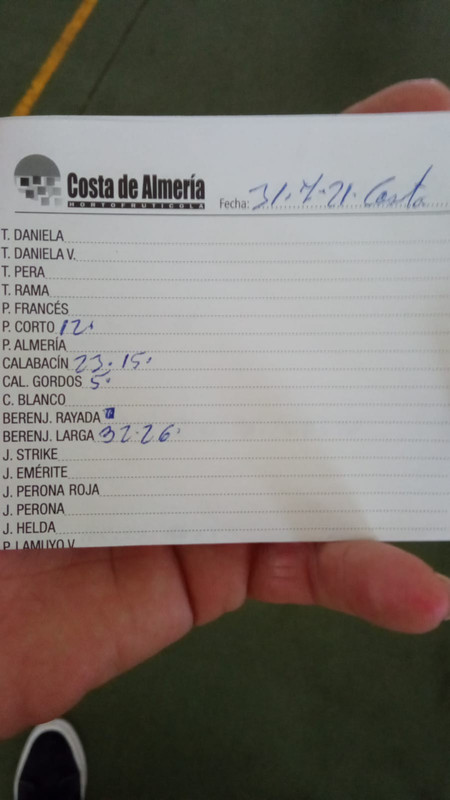 Costa de Almería
HORTOFRUTICOLA
Fecha: 31·7·21· Costa
T. DANIELA
T. DANIELA V.
T. PERA
T. RAMA
P. FRANCÉS
P. CORTO 12·
P. ALMERÍA
CALABACÍN 23· 15·
CAL. GORDOS 5·
C. BLANCO
BERENJ. RAYADA
BERENJ. LARGA 32·26·
J. STRIKE
J. EMÉRITE
J. PERONA ROJA
J. PERONA
J. HELDA
P. LAMUYO V.